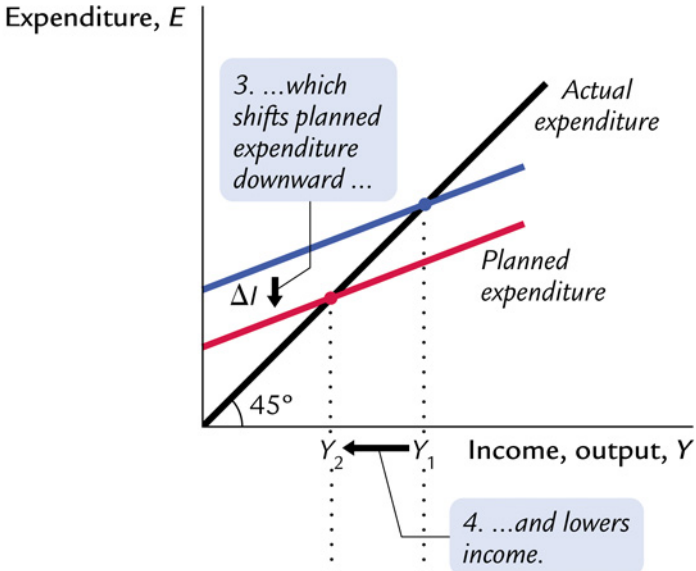 Expenditure, E
3. ...which
shifts planned
expenditure
downward ...
Actual
expenditure
Planned
expenditure
ΔI
45°
Y₂
Y₁
Income, output, Y
4. ...and lowers
income.